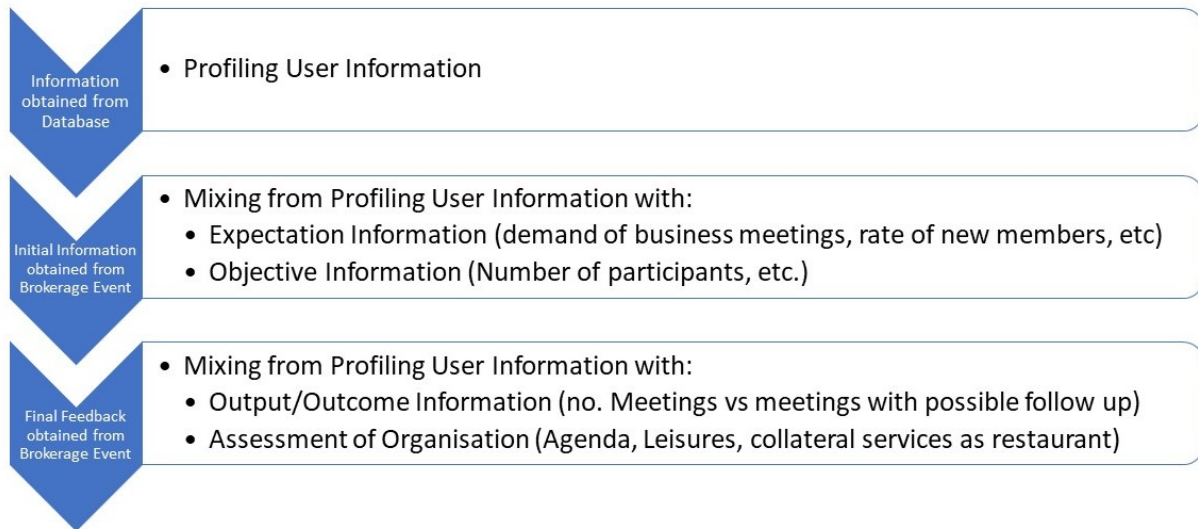 Information
obtained from
Database
• Profiling User Information
Initial Information
obtained from
Brokerage Event
• Mixing from Profiling User Information with:
• Expectation Information (demand of business meetings, rate of new members, etc)
• Objective Information (Number of participants, etc.)
Final Feedback
obtained from
Brokerage Event
• Mixing from Profiling User Information with:
• Output/Outcome Information (no. Meetings vs meetings with possible follow up)
• Assessment of Organisation (Agenda, Leisures, collateral services as restaurant)